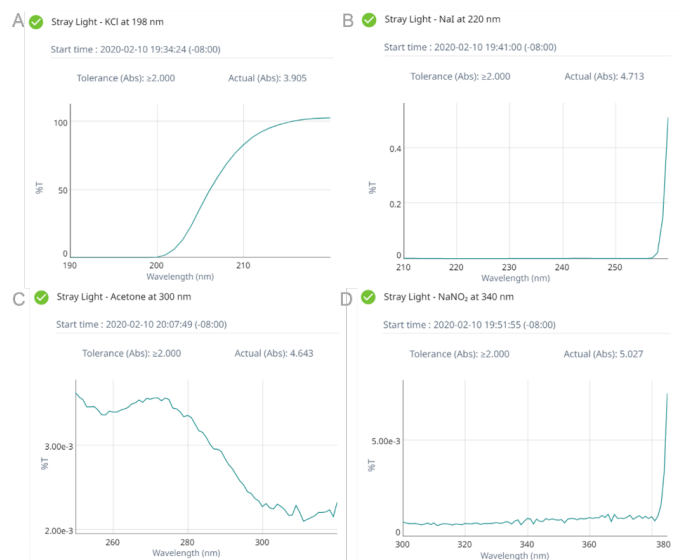 A
Stray Light - KCl at 198 nm
Start time : 2020-02-10 19:34:24 (-08:00)
Tolerance (Abs): ≥2.000 Actual (Abs): 3.905
100
50
0
%T
190 200 210
Wavelength (nm)
B
Stray Light - NaI at 220 nm
Start time : 2020-02-10 19:41:00 (-08:00)
Tolerance (Abs): ≥2.000 Actual (Abs): 4.713
0.4
0.2
0
%T
210 220 230 240 250
Wavelength (nm)
C
Stray Light - Acetone at 300 nm
Start time : 2020-02-10 20:07:49 (-08:00)
Tolerance (Abs): ≥2.000 Actual (Abs): 4.643
3.00e-3
2.00e-3
%T
260 280 300
Wavelength (nm)
D
Stray Light - NaNO₂ at 340 nm
Start time : 2020-02-10 19:51:55 (-08:00)
Tolerance (Abs): ≥2.000 Actual (Abs): 5.027
5.00e-3
0
%T
300 320 340 360 380
Wavelength (nm)